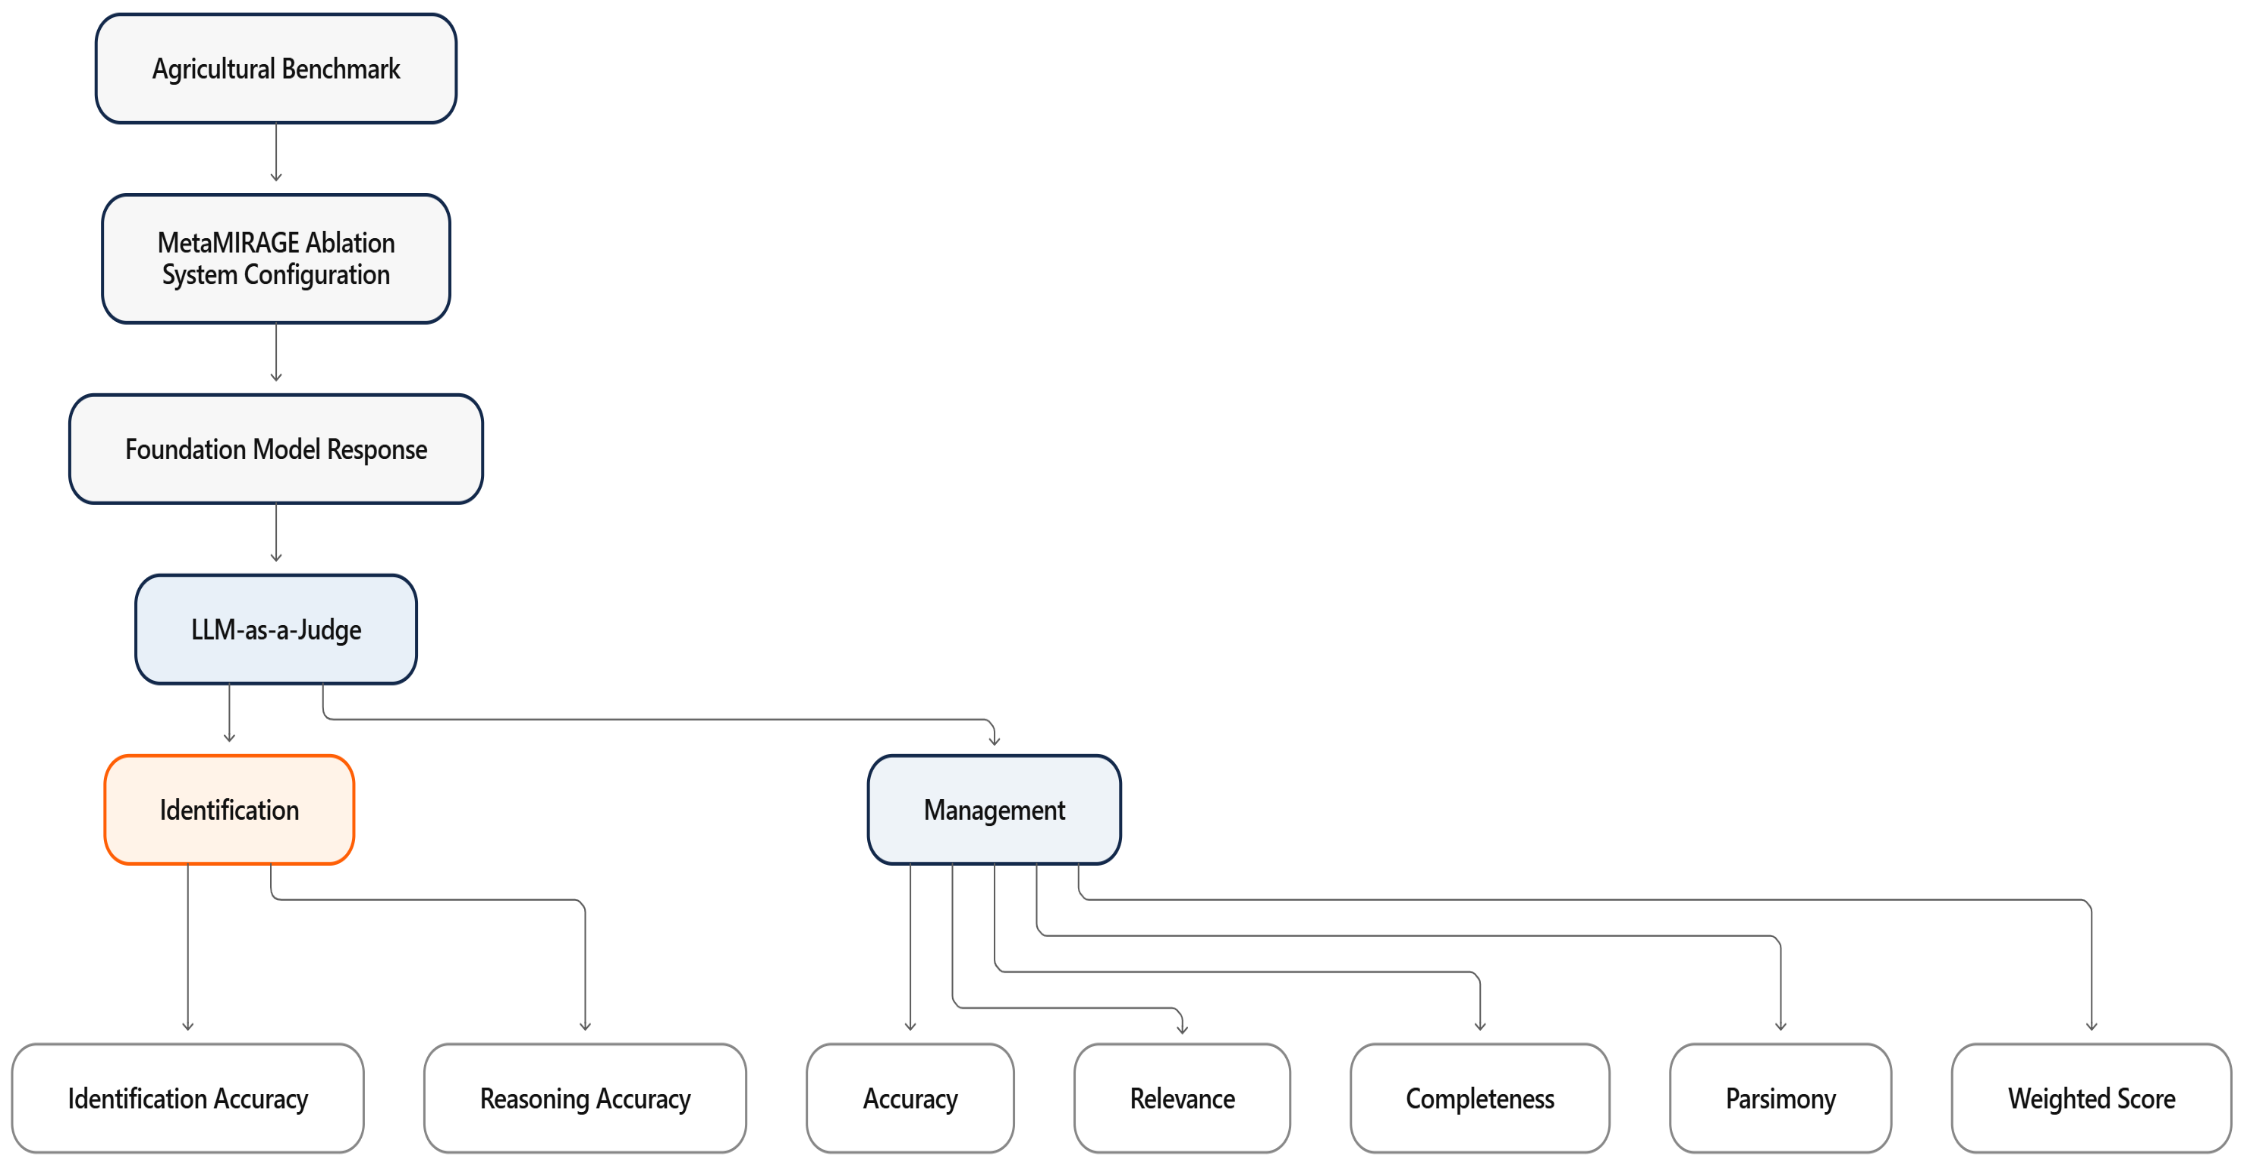 Agricultural Benchmark
MetaMIRAGE Ablation
System Configuration
Foundation Model Response
LLM-as-a-Judge
Identification
Management
Identification Accuracy
Reasoning Accuracy
Accuracy
Relevance
Completeness
Parsimony
Weighted Score